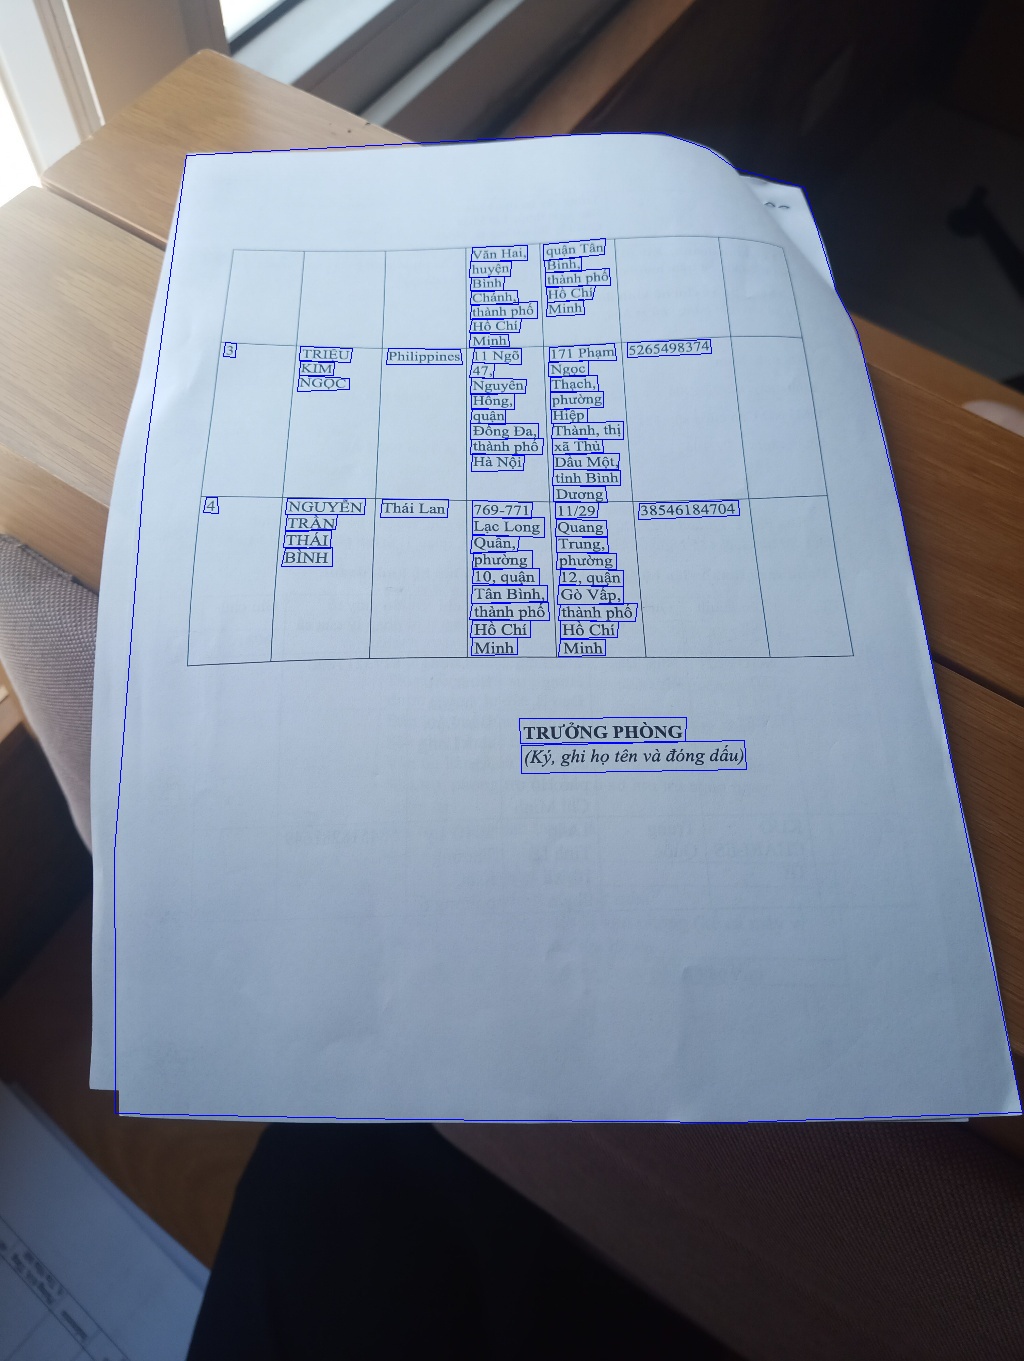 Văn Hai,
huyện
Bình
Chánh,
thành phố
Hồ Chí
Minh
quận Tân
Bình,
thành phố
Hồ Chí
Minh
3
TRIỆU
KIM
NGỌC
Philippines
11 Ngõ
47,
Nguyên
Hồng,
quận
Đống Đa,
thành phố
Hà Nội
171 Phạm
Ngọc
Thạch,
phường
Hiệp
Thành, thị
xã Thủ
Dầu Một,
tỉnh Bình
Dương
5265498374
4
NGUYỄN
TRẦN
THÁI
BÌNH
Thái Lan
769-771
Lạc Long
Quân,
phường
10, quận
Tân Bình,
thành phố
Hồ Chí
Minh
11/29
Quang
Trung,
phường
12, quận
Gò Vấp,
thành phố
Hồ Chí
Minh
38546184704
TRƯỞNG PHÒNG
(Ký, ghi họ tên và đóng dấu)